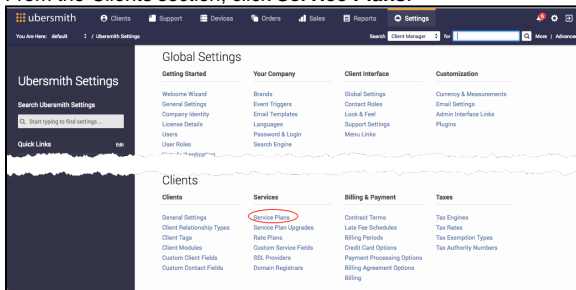 From the Clients section, click Service Plans.
ubersmith Clients Support Devices Orders Sales Reports Settings
You Are Here: default / Ubersmith Settings Search Client Manager for More | Advanced
Global Settings
Ubersmith Settings
Search Ubersmith Settings
Start typing to find settings ...
Quick Links Edit
Getting Started
Welcome Wizard
General Settings
Company Identity
License Details
Users
User Roles
Your Company
Brands
Event Triggers
Email Templates
Languages
Password & Login
Search Engine
Client Interface
Global Settings
Contact Roles
Look & Feel
Support Settings
Menu Links
Customization
Currency & Measurements
Email Settings
Admin Interface Links
Plugins
Clients
Clients
General Settings
Client Relationship Types
Client Tags
Client Modules
Custom Client Fields
Custom Contact Fields
Services
Service Plans
Service Plan Upgrades
Rate Plans
Custom Service Fields
SSL Providers
Domain Registrars
Billing & Payment
Contract Terms
Late Fee Schedules
Billing Periods
Credit Card Options
Payment Processing Options
Billing Agreement Options
Billing
Taxes
Tax Engines
Tax Rates
Tax Exemption Types
Tax Authority Numbers